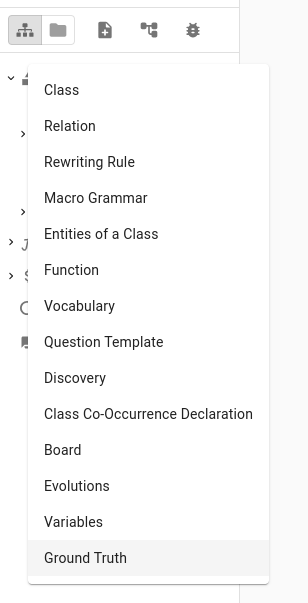 Class
Relation
Rewriting Rule
Macro Grammar
Entities of a Class
Function
Vocabulary
Question Template
Discovery
Class Co-Occurrence Declaration
Board
Evolutions
Variables
Ground Truth